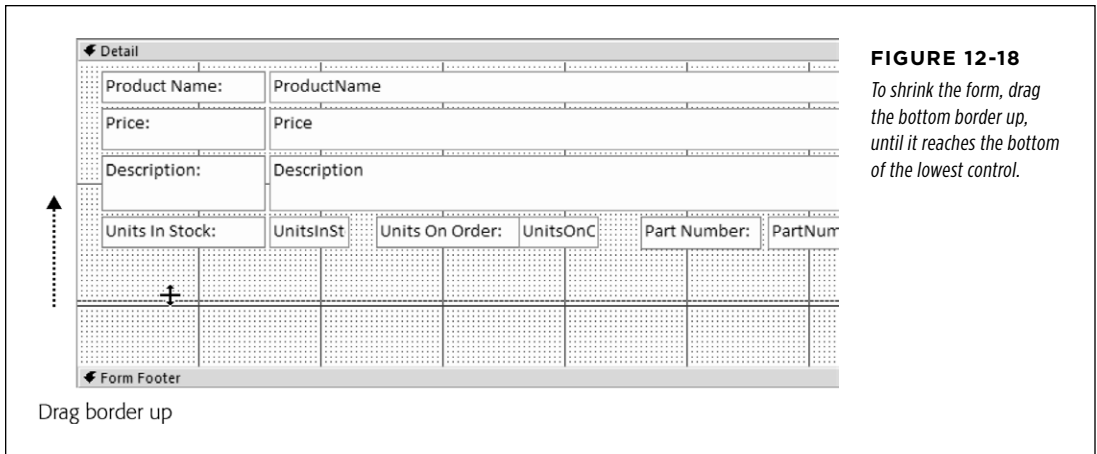 Detail
Product Name: ProductName
Price: Price
Description: Description
Units In Stock: UnitsInSt Units On Order: UnitsOnC Part Number: PartNum
Form Footer
Drag border up
FIGURE 12-18
To shrink the form, drag
the bottom border up,
until it reaches the bottom
of the lowest control.